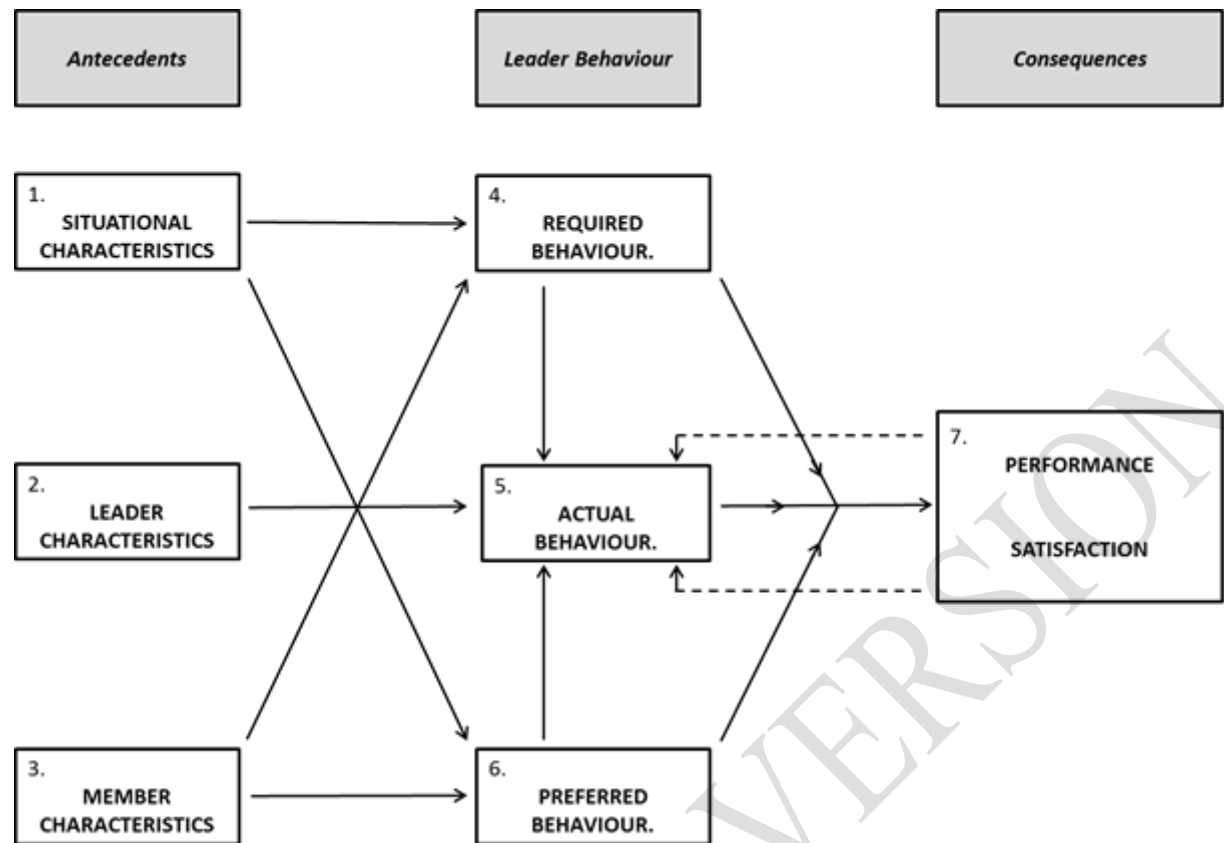 Antecedents
Leader Behaviour
Consequences
1.
SITUATIONAL
CHARACTERISTICS
4.
REQUIRED
BEHAVIOUR.
2.
LEADER
CHARACTERISTICS
5.
ACTUAL
BEHAVIOUR.
7.
PERFORMANCE
SATISFACTION
3.
MEMBER
CHARACTERISTICS
6.
PREFERRED
BEHAVIOUR.
VERSION